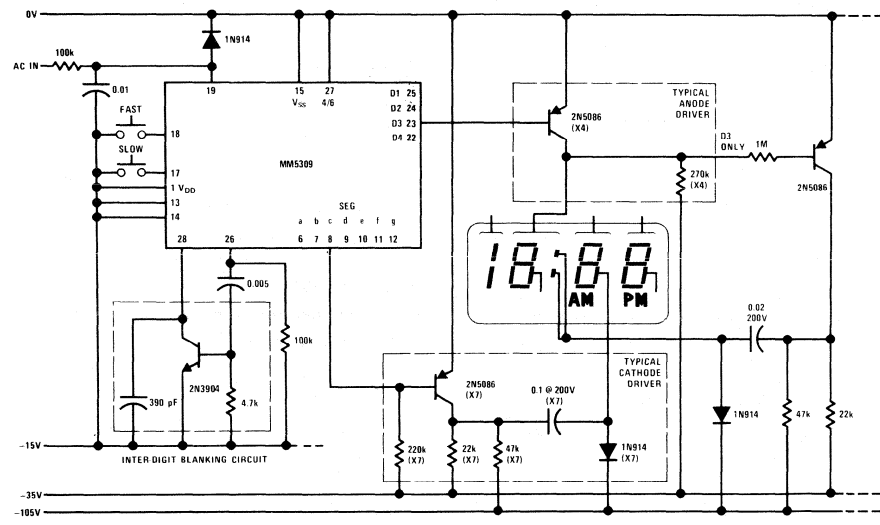 0V
1N914
100k
AC IN
0.01
19
15
VSS
27
4/6
D1 25
D2 24
D3 23
D4 22
FAST
18
SLOW
17
1 VDD
13
14
MM5309
SEG
a b c d e f g
6 7 8 9 10 11 12
28
26
TYPICAL
ANODE
DRIVER
2N5086
(X4)
D3
ONLY
1M
270k
(X4)
2N5086
18:88
AM PM
0.005
100k
2N3904
390 pF
4.7k
INTER-DIGIT BLANKING CIRCUIT
TYPICAL
CATHODE
DRIVER
2N5086
(X7)
0.1 @ 200V
(X7)
220k
(X7)
22k
(X7)
47k
(X7)
1N914
(X7)
0.02
200V
1N914
47k
22k
-15V
-35V
-105V